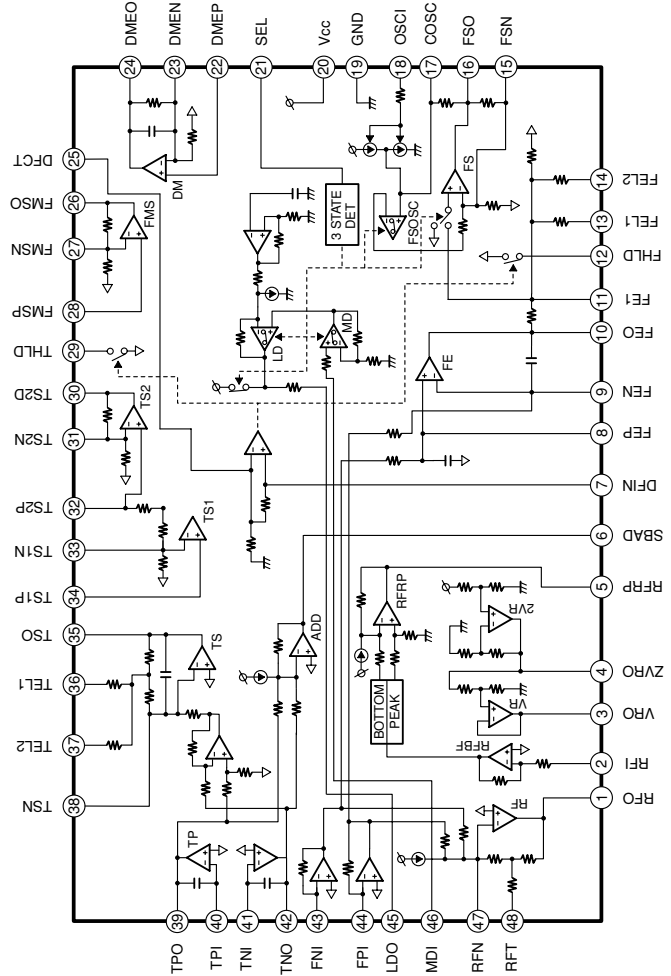 TSN 38
TEL2 37
TEL1 36
TSO 35
TS1P 34
TS1N 33
TS2P 32
TS2N 31
TS2D 30
THLD 29
FMSP 28
FMSN 27
FMSO 26
DFCT 25
DMEO 24
DMEN 23
DMEP 22
SEL 21
Vcc 20
GND 19
OSCI 18
COSC 17
FSO 16
FSN 15
TPO 39
TPI 40
TNI 41
TNO 42
FNI 43
FPI 44
LDO 45
MDI 46
RFN 47
RFT 48
TP
TS
TS1
TS2
FMS
DM
ADD
LD
MD
3 STATE
DET
FSOSC
FS
FE
BOTTOM
PEAK
RFRP
RFBF
RF
VR
2VR
1 RFO
2 RFI
3 VRO
4 ZVRO
5 RFRP
6 SBAD
7 DFIN
8 FEP
9 FEN
10 FEO
11 FE1
12 FHLD
13 FEL1
14 FEL2